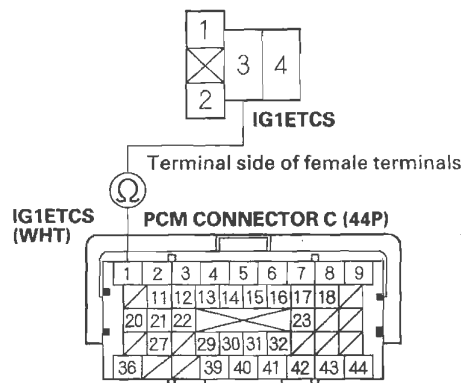 1
3 4
2
IG1ETCS
Terminal side of female terminals
Ω
IG1ETCS
(WHT)
PCM CONNECTOR C (44P)
1 2 3 4 5 6 7 8 9
11 12 13 14 15 16 17 18
20 21 22 23
27 29 30 31 32
36 39 40 41 42 43 44